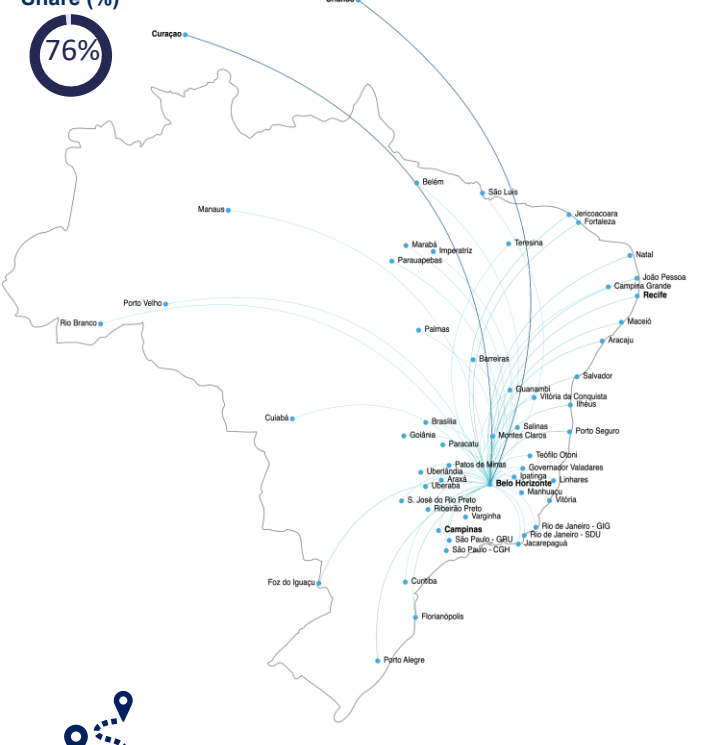 Share (%)
76%
Orlando
Curaçao
Belém
São Luis
Manaus
Jericoacoara
Fortaleza
Marabá
Teresina
Imperatriz
Parauapebas
Natal
João Pessoa
Campina Grande
Recife
Porto Velho
Rio Branco
Maceió
Palmas
Aracaju
Barreiras
Salvador
Guanambi
Vitória da Conquista
Ilhéus
Cuiabá
Brasília
Salinas
Goiânia
Montes Claros
Porto Seguro
Paracatu
Teófilo Otoni
Patos de Minas
Governador Valadares
Uberlândia
Ipatinga
Araxá
Linhares
Belo Horizonte
Uberaba
Manhuaçu
S. José do Rio Preto
Vitória
Ribeirão Preto
Varginha
Rio de Janeiro - GIG
Campinas
Rio de Janeiro - SDU
São Paulo - GRU
Jacarepaguá
São Paulo - CGH
Foz do Iguaçu
Curitiba
Florianópolis
Porto Alegre